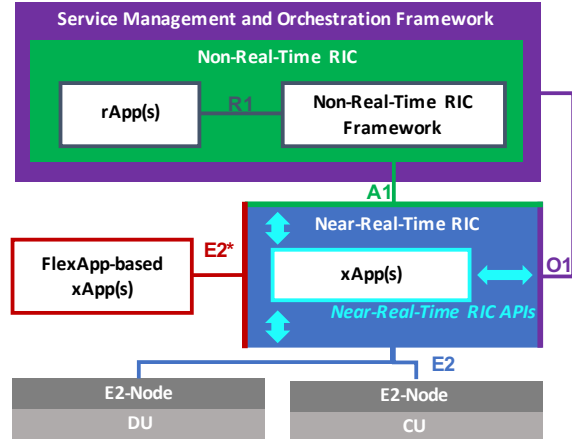 Service Management and Orchestration Framework
Non-Real-Time RIC
rApp(s)
R1
Non-Real-Time RIC
Framework
A1
Near-Real-Time RIC
FlexApp-based
xApp(s)
E2*
xApp(s)
O1
Near-Real-Time RIC APIs
E2
E2-Node
DU
E2-Node
CU